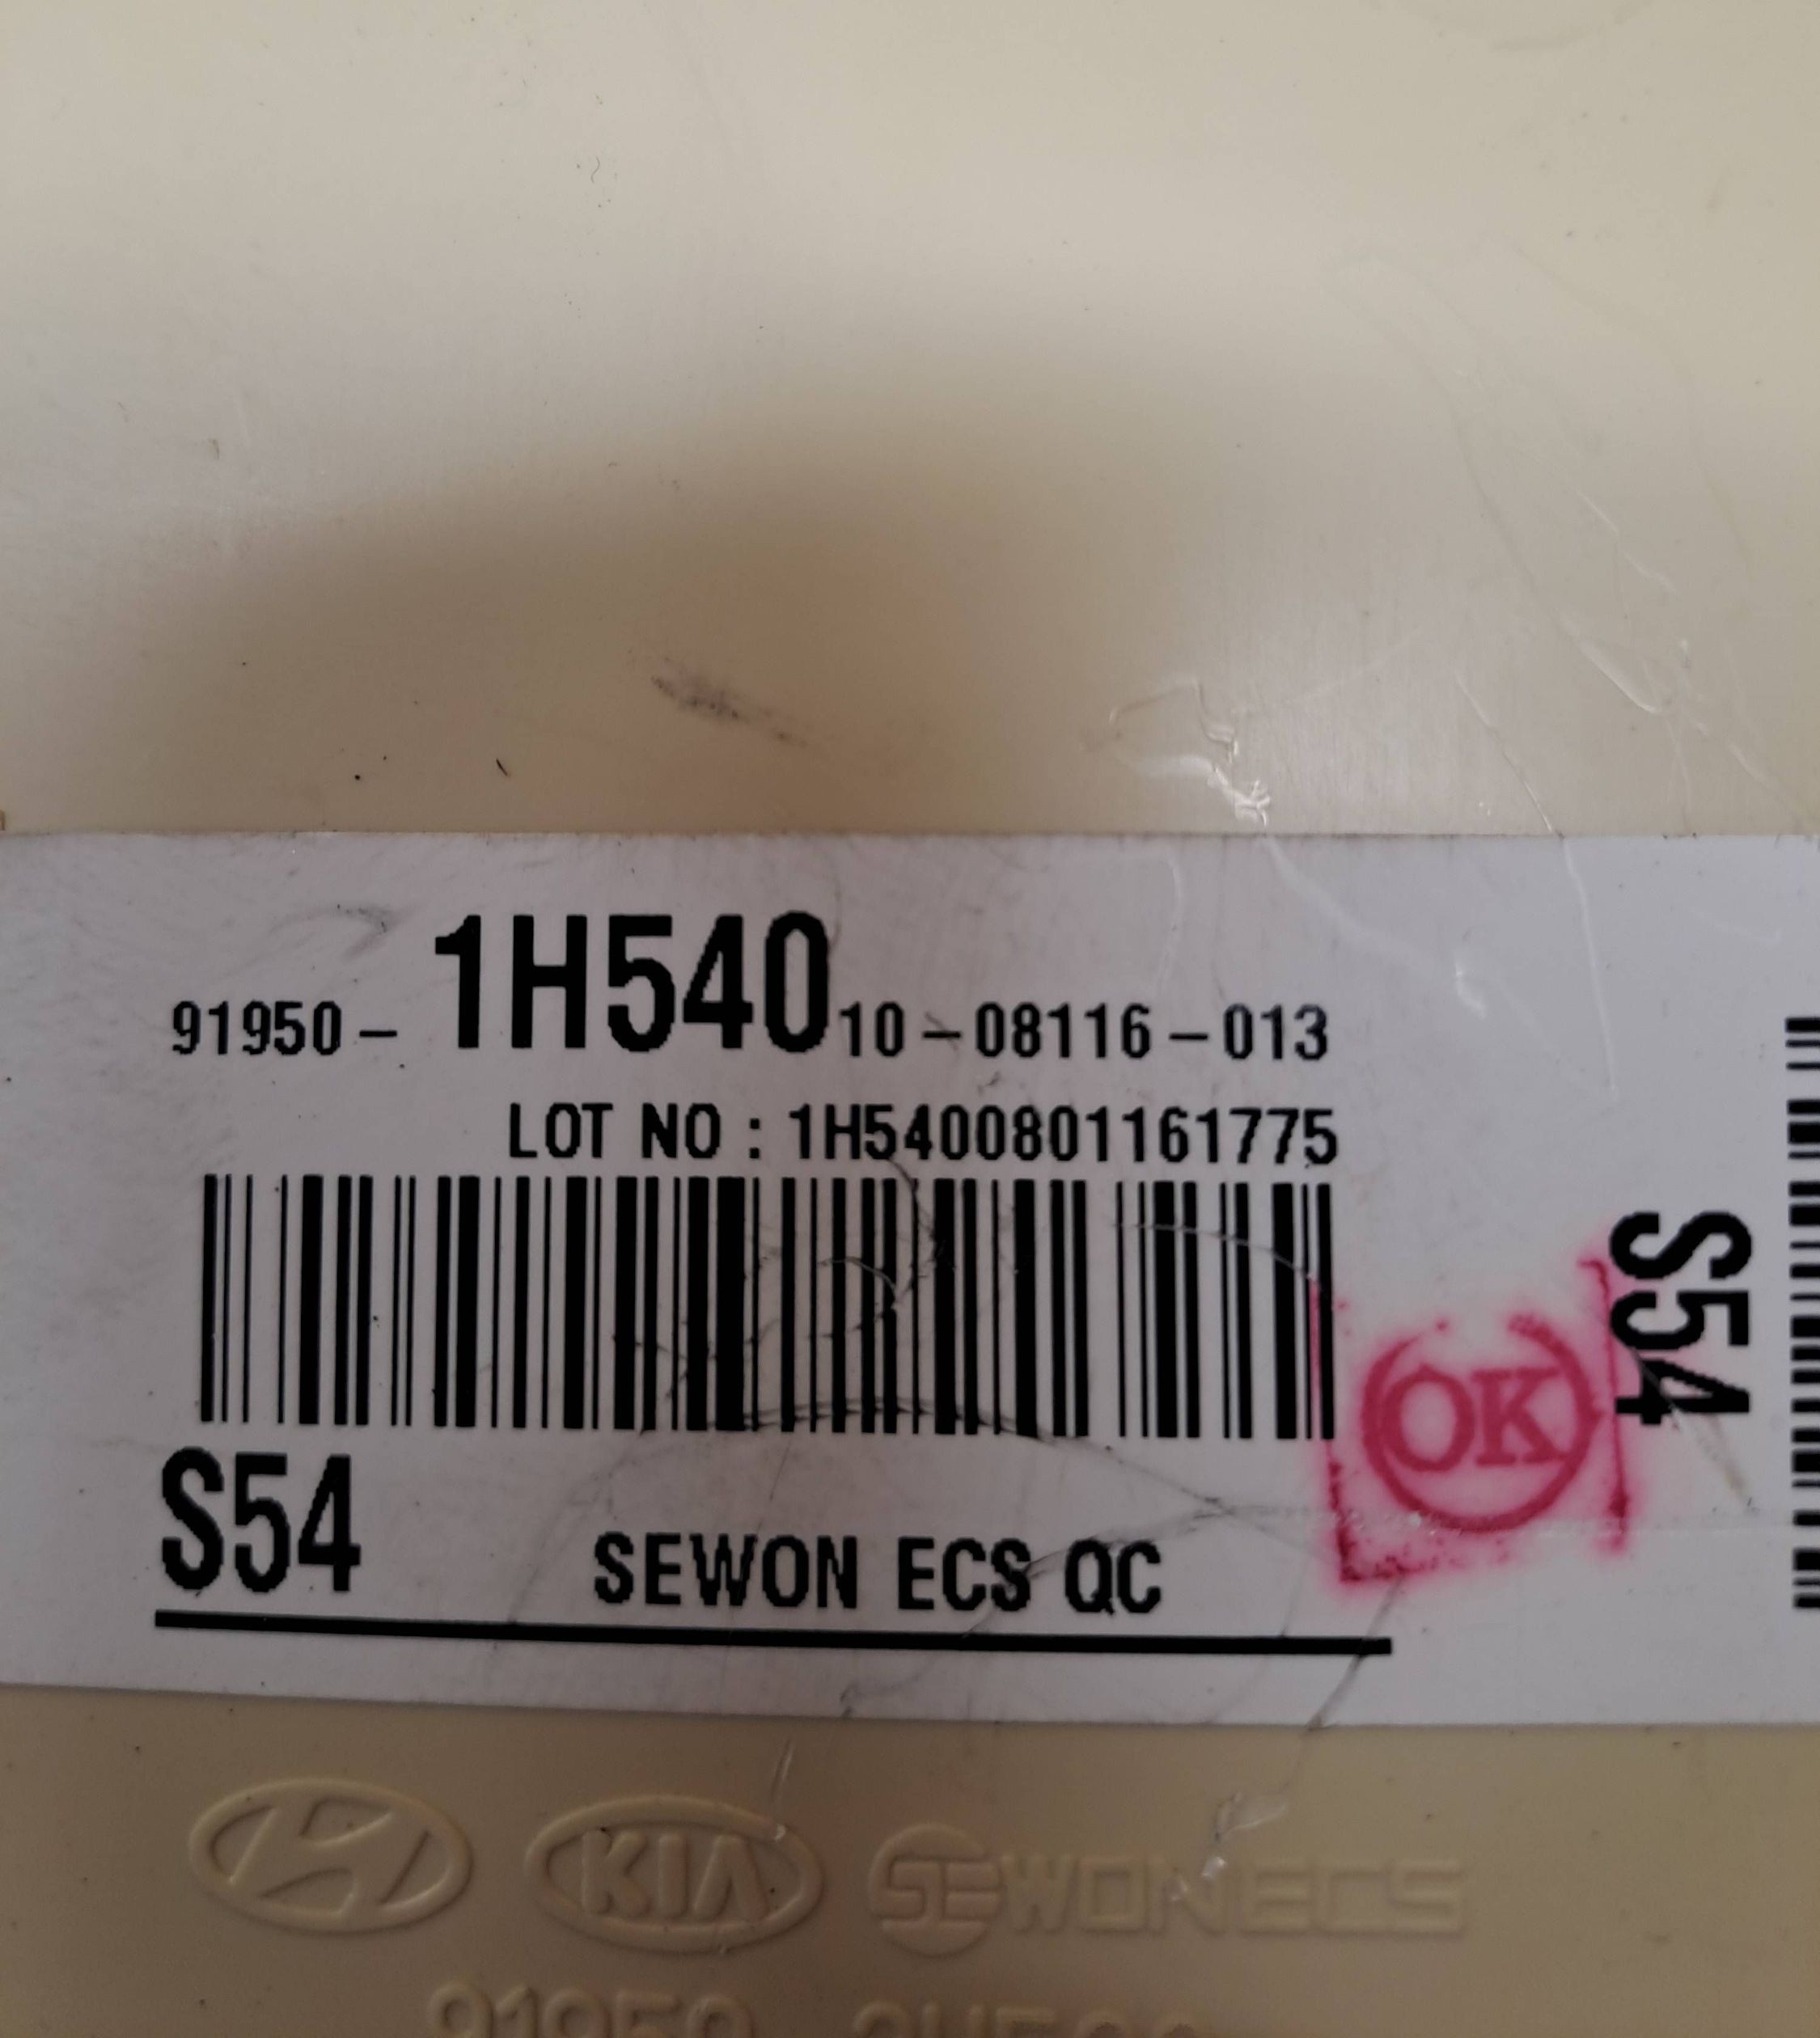 91950- 1H540 10-08116-013
LOT NO : 1H5400801161775
S54
OK
S54
SEWON ECS QC
KIA SEWONECS